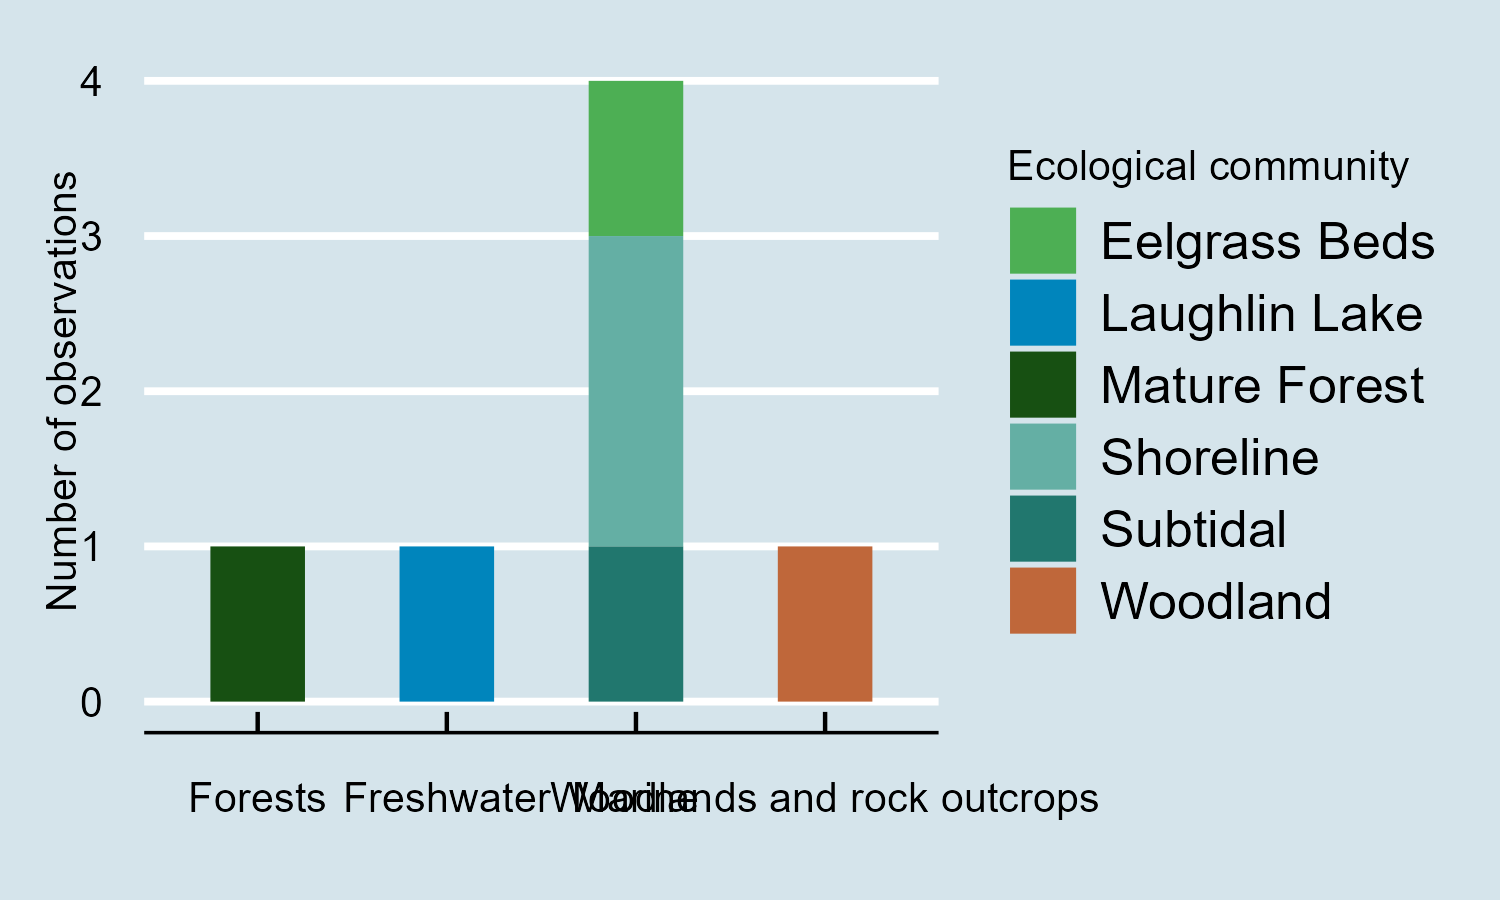 Number of observations
4
3
2
1
0
Forests
Freshwater
Marine
Woodlands and rock outcrops
Ecological community
Eelgrass Beds
Laughlin Lake
Mature Forest
Shoreline
Subtidal
Woodland